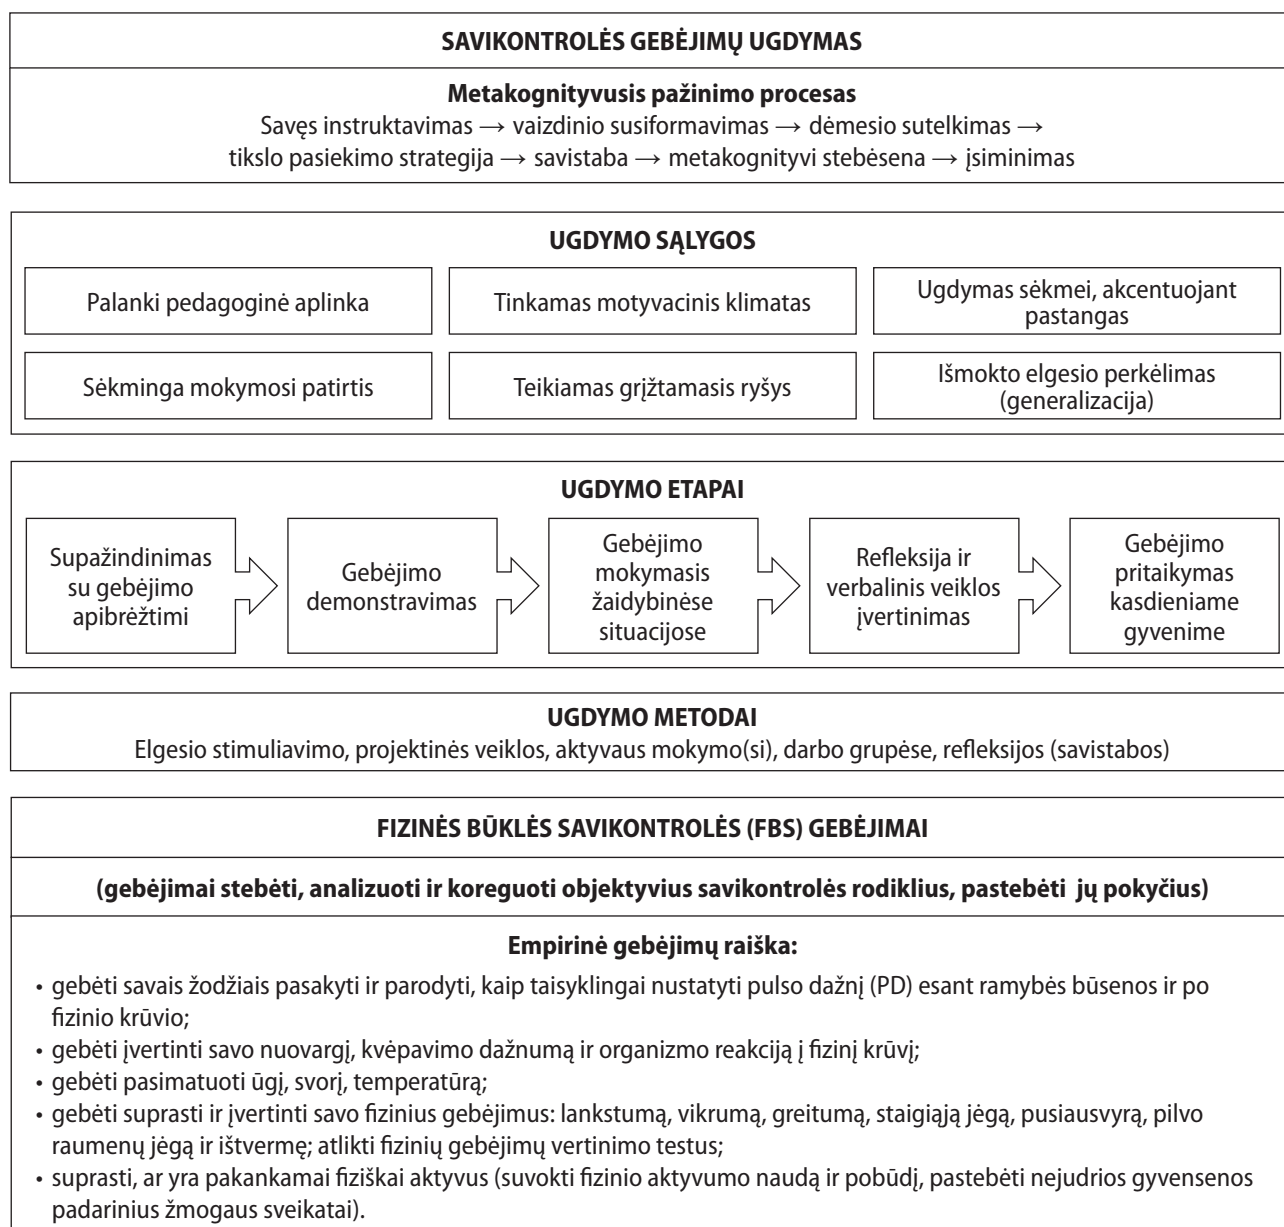 SAVIKONTROLĖS GEBĖJIMŲ UGDYMAS
Metakognityvusis pažinimo procesas
Savęs instruktavimas → vaizdinio susiformavimas → dėmesio sutelkimas →
tikslo pasiekimo strategija → savistaba → metakognityvi stebėsena → įsiminimas
UGDYMO SĄLYGOS
Palanki pedagoginė aplinka
Tinkamas motyvacinis klimatas
Ugdymas sėkmei, akcentuojant
pastangas
Sėkminga mokymosi patirtis
Teikiamas grįžtamasis ryšys
Išmokto elgesio perkėlimas
(generalizacija)
UGDYMO ETAPAI
Supažindinimas
su gebėjimo
apibrėžtimi
Gebėjimo
demonstravimas
Gebėjimo
mokymasis
žaidybinėse
situacijose
Refleksija ir
verbalinis veiklos
įvertinimas
Gebėjimo
pritaikymas
kasdieniame
gyvenime
UGDYMO METODAI
Elgesio stimuliavimo, projektinės veiklos, aktyvaus mokymo(si), darbo grupėse, refleksijos (savistabos)
FIZINĖS BŪKLĖS SAVIKONTROLĖS (FBS) GEBĖJIMAI
(gebėjimai stebėti, analizuoti ir koreguoti objektyvius savikontrolės rodiklius, pastebėti jų pokyčius)
Empirinė gebėjimų raiška:
• gebėti savais žodžiais pasakyti ir parodyti, kaip taisyklingai nustatyti pulso dažnį (PD) esant ramybės būsenos ir po
fizinio krūvio;
• gebėti įvertinti savo nuovargį, kvėpavimo dažnumą ir organizmo reakciją į fizinį krūvį;
• gebėti pasimatuoti ūgį, svorį, temperatūrą;
• gebėti suprasti ir įvertinti savo fizinius gebėjimus: lankstumą, vikrumą, greitumą, staigiąją jėgą, pusiausvyrą, pilvo
raumenų jėgą ir ištvermę; atlikti fizinių gebėjimų vertinimo testus;
• suprasti, ar yra pakankamai fiziškai aktyvus (suvokti fizinio aktyvumo naudą ir pobūdį, pastebėti nejudrios gyvensenos
padarinius žmogaus sveikatai).